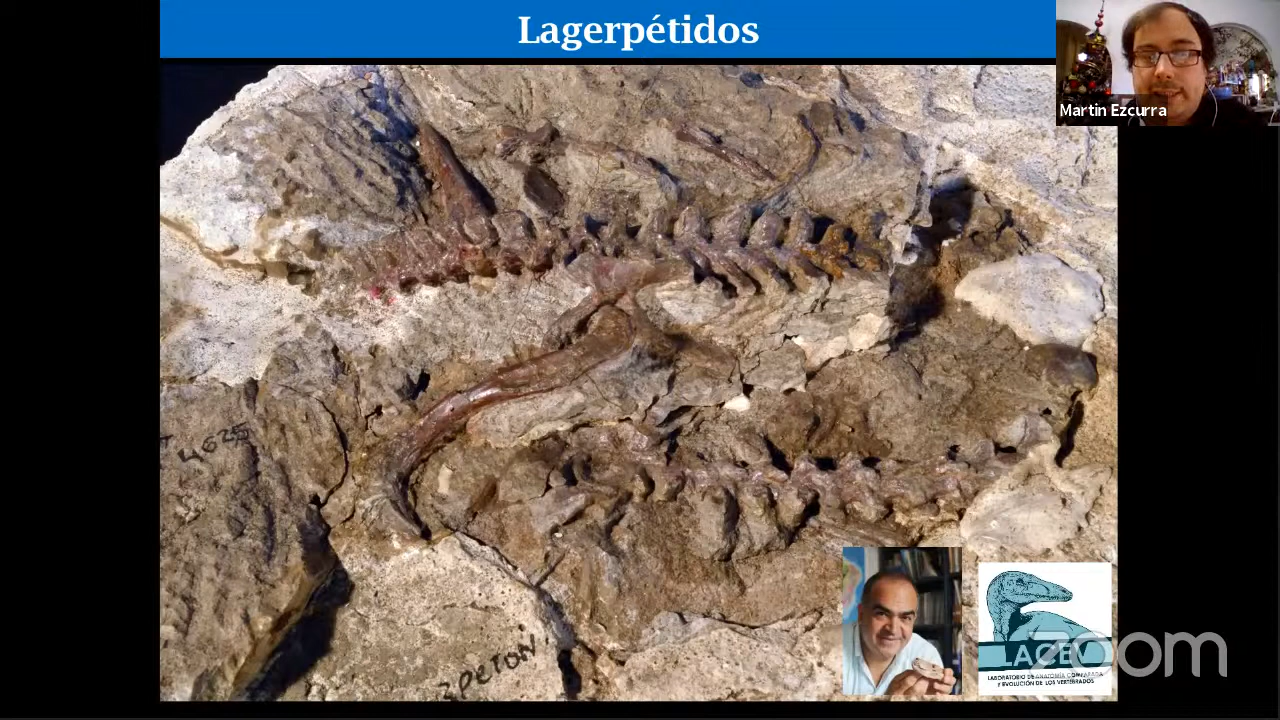 Lagerpétidos
Martin Ezcurra
4625
LACEV
LABORATORIO DE ANATOMÍA COMPARADA
Y EVOLUCIÓN DE LOS VERTEBRADOS
zoom